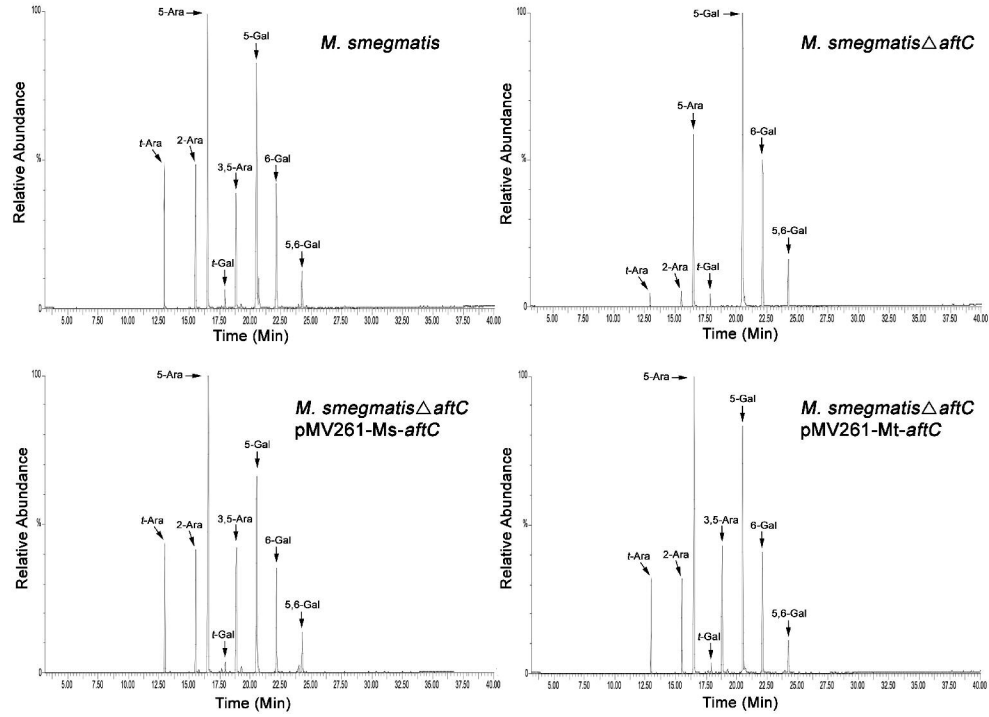 M. smegmatis
5-Ara
5-Gal
t-Ara
2-Ara
3,5-Ara
6-Gal
t-Gal
5,6-Gal
Relative Abundance
100
%
0
5.00 7.50 10.00 12.50 15.00 17.50 20.00 22.50 25.00 27.50 30.00 32.50 35.00 37.50 40.00
Time (Min)
M. smegmatis△aftC
5-Gal
5-Ara
6-Gal
t-Ara
2-Ara
t-Gal
5,6-Gal
Relative Abundance
100
%
0
5.00 7.50 10.00 12.50 15.00 17.50 20.00 22.50 25.00 27.50 30.00 32.50 35.00 37.50 40.00
Time (Min)
M. smegmatis△aftC
pMV261-Ms-aftC
5-Ara
5-Gal
t-Ara
2-Ara
3,5-Ara
6-Gal
t-Gal
5,6-Gal
Relative Abundance
100
%
0
5.00 7.50 10.00 12.50 15.00 17.50 20.00 22.50 25.00 27.50 30.00 32.50 35.00 37.50 40.00
Time (Min)
M. smegmatis△aftC
pMV261-Mt-aftC
5-Ara
5-Gal
3,5-Ara
t-Ara
2-Ara
6-Gal
t-Gal
5,6-Gal
Relative Abundance
100
%
0
5.00 7.50 10.00 12.50 15.00 17.50 20.00 22.50 25.00 27.50 30.00 32.50 35.00 37.50 40.00
Time (Min)